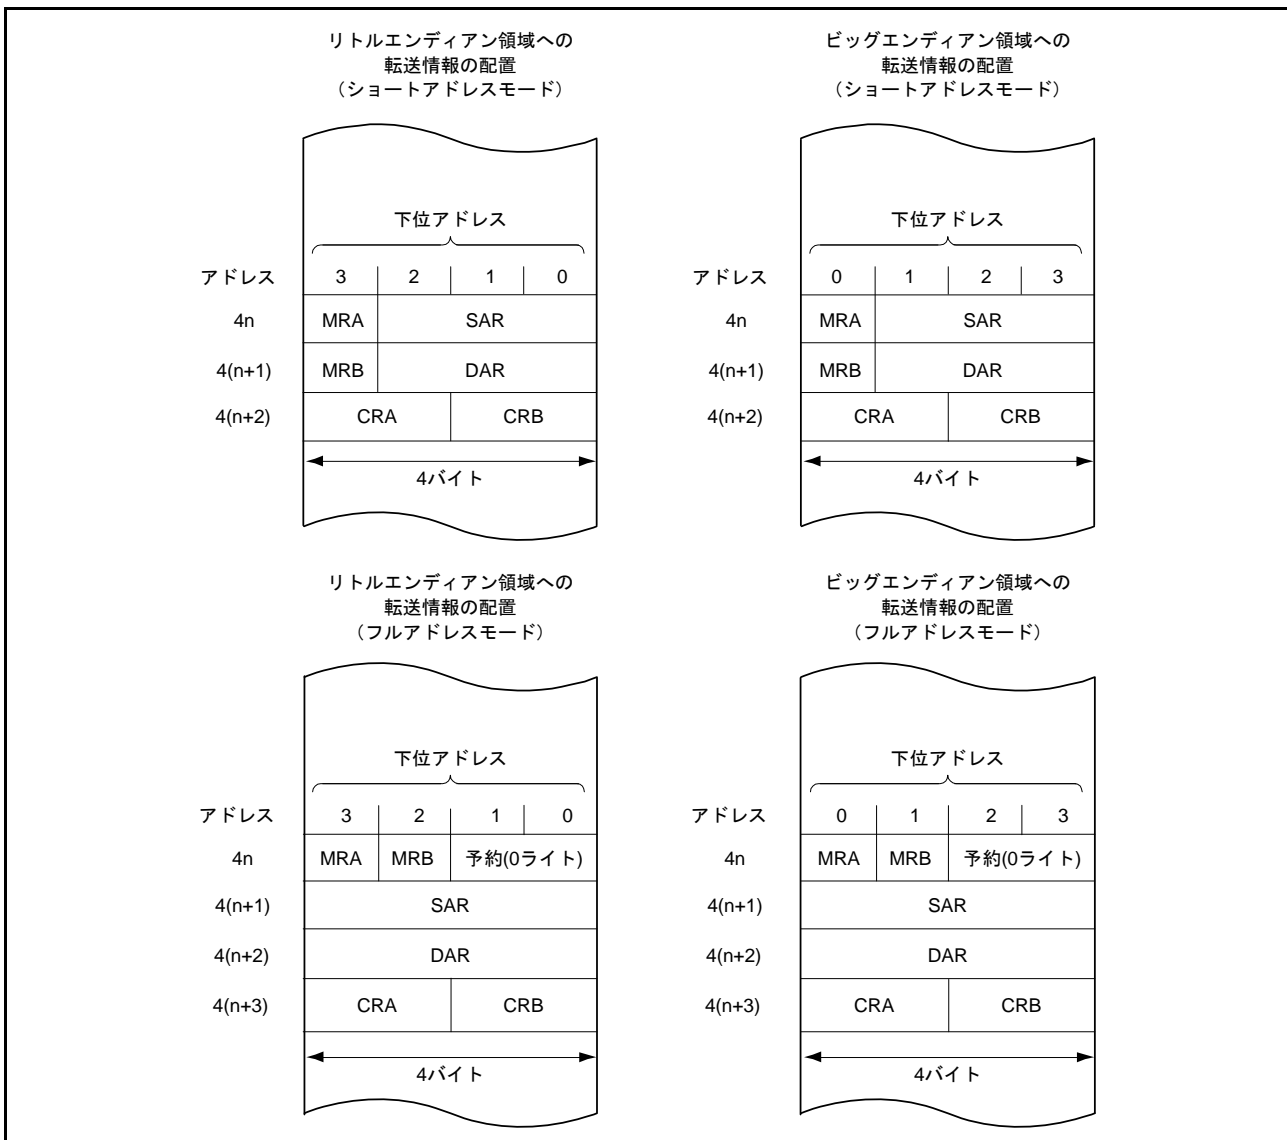 リトルエンディアン領域への
転送情報の配置
（ショートアドレスモード）
下位アドレス
アドレス 3 2 1 0
4n MRA SAR
4(n+1) MRB DAR
4(n+2) CRA CRB
4バイト
ビッグエンディアン領域への
転送情報の配置
（ショートアドレスモード）
下位アドレス
アドレス 0 1 2 3
4n MRA SAR
4(n+1) MRB DAR
4(n+2) CRA CRB
4バイト
リトルエンディアン領域への
転送情報の配置
（フルアドレスモード）
下位アドレス
アドレス 3 2 1 0
4n MRA MRB 予約(0ライト)
4(n+1) SAR
4(n+2) DAR
4(n+3) CRA CRB
4バイト
ビッグエンディアン領域への
転送情報の配置
（フルアドレスモード）
下位アドレス
アドレス 0 1 2 3
4n MRA MRB 予約(0ライト)
4(n+1) SAR
4(n+2) DAR
4(n+3) CRA CRB
4バイト